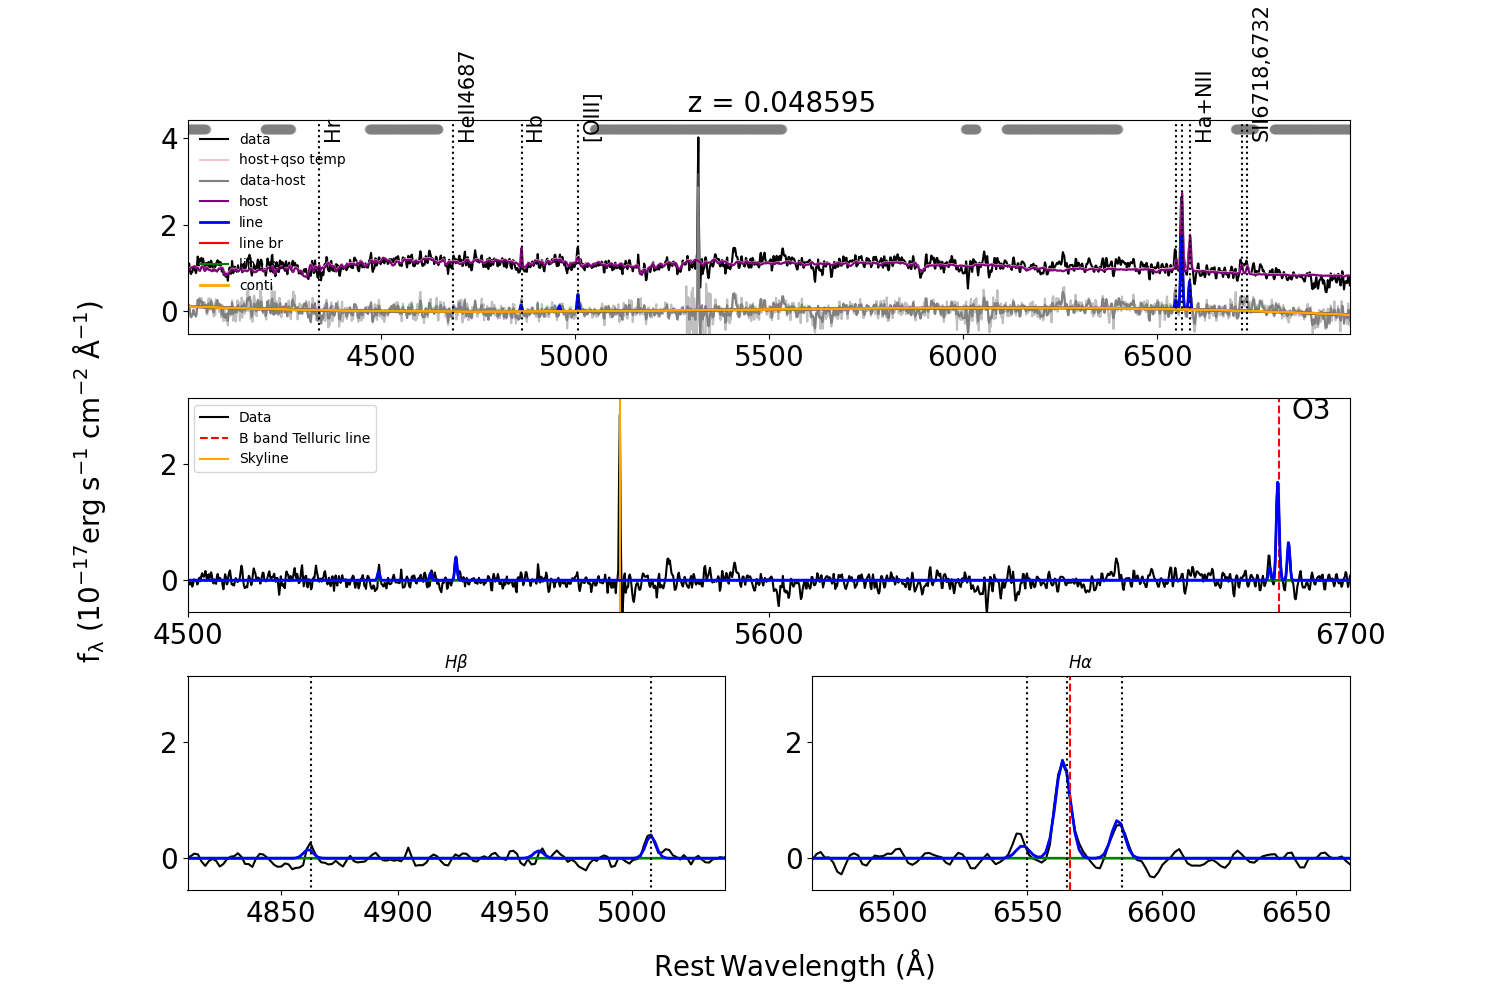 z = 0.048595
Hr
HeII4687
Hb
[OIII]
Ha+NII
SII6718,6732
data
host+qso temp
data-host
host
line
line br
conti
4
2
0
4500
5000
5500
6000
6500
O3
Data
B band Telluric line
Skyline
2
0
4500
5600
6700
fλ (10⁻¹⁷erg s⁻¹ cm⁻² Å⁻¹)
Hβ
2
0
4850
4900
4950
5000
Hα
2
0
6500
6550
6600
6650
Rest Wavelength (Å)